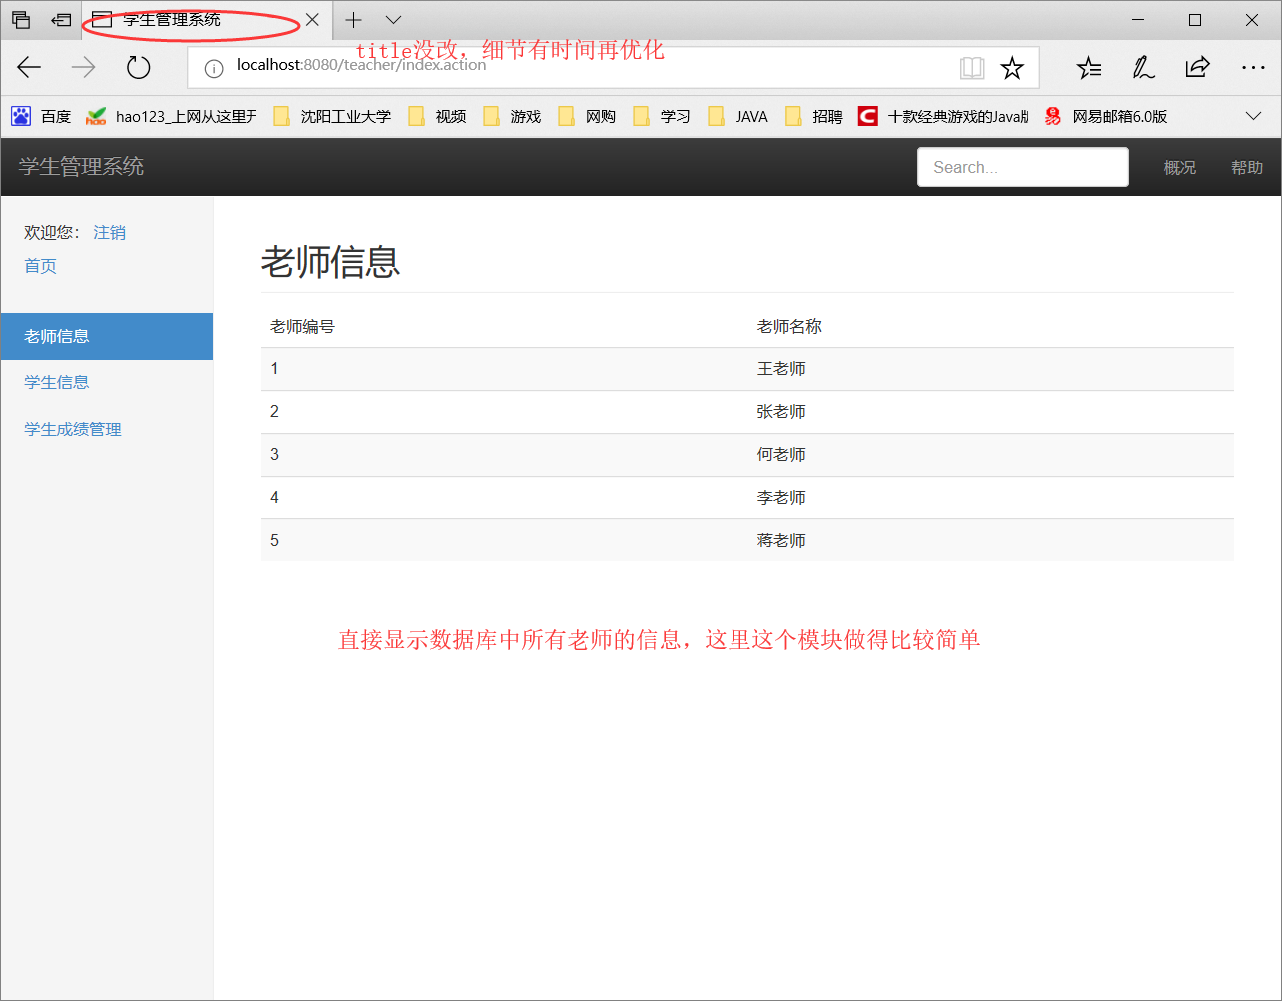 学生管理系统
title没改，细节有时间再优化
localhost:8080/teacher/index.action
百度 hao123_上网从这里开 沈阳工业大学 视频 游戏 网购 学习 JAVA 招聘 十款经典游戏的Java版 网易邮箱6.0版
学生管理系统 Search... 概况 帮助
欢迎您： 注销
首页
老师信息
学生信息
学生成绩管理
老师信息
老师编号 老师名称
1 王老师
2 张老师
3 何老师
4 李老师
5 蒋老师
直接显示数据库中所有老师的信息，这里这个模块做得比较简单